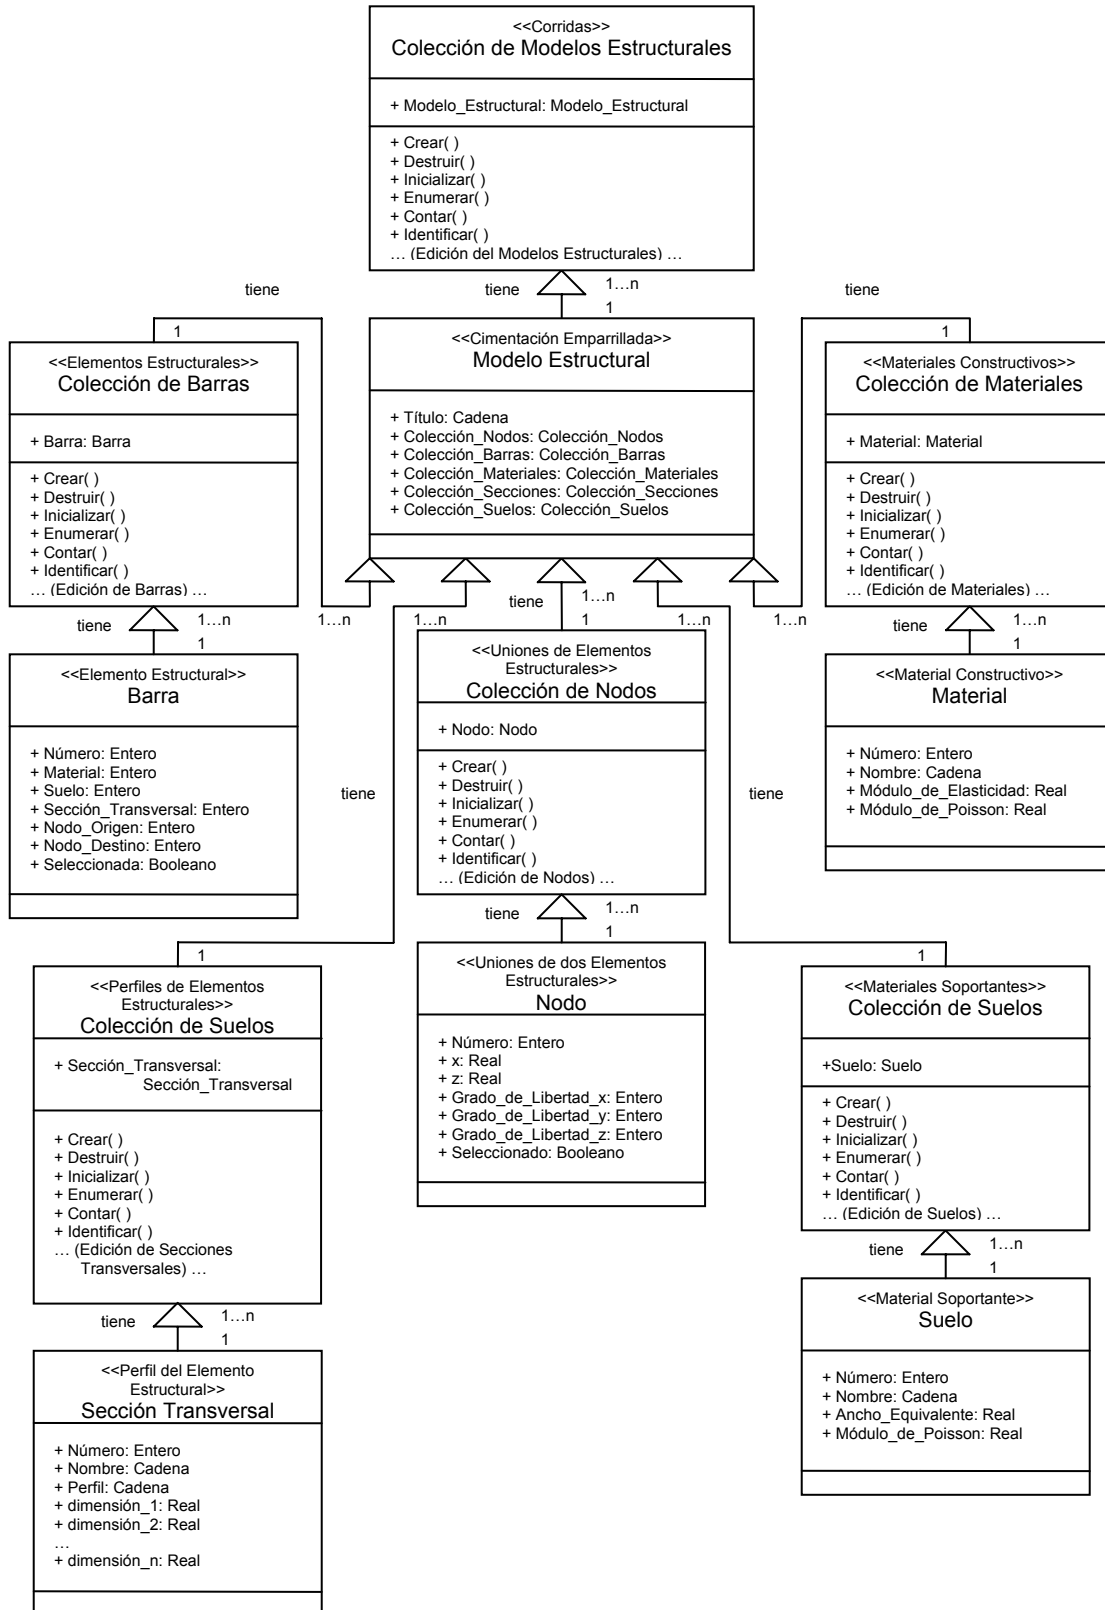 <<Corridas>>
Colección de Modelos Estructurales
+ Modelo_Estructural: Modelo_Estructural
+ Crear( )
+ Destruir( )
+ Inicializar( )
+ Enumerar( )
+ Contar( )
+ Identificar( )
… (Edición del Modelos Estructurales) …
tiene
tiene
1…n
tiene
1
1
1
<<Elementos Estructurales>>
Colección de Barras
+ Barra: Barra
+ Crear( )
+ Destruir( )
+ Inicializar( )
+ Enumerar( )
+ Contar( )
+ Identificar( )
… (Edición de Barras) …
<<Cimentación Emparrillada>>
Modelo Estructural
+ Título: Cadena
+ Colección_Nodos: Colección_Nodos
+ Colección_Barras: Colección_Barras
+ Colección_Materiales: Colección_Materiales
+ Colección_Secciones: Colección_Secciones
+ Colección_Suelos: Colección_Suelos
<<Materiales Constructivos>>
Colección de Materiales
+ Material: Material
+ Crear( )
+ Destruir( )
+ Inicializar( )
+ Enumerar( )
+ Contar( )
+ Identificar( )
… (Edición de Materiales) …
tiene
1…n
1
1…n
1…n
tiene
1…n
1
1…n
1…n
tiene
1…n
1
<<Elemento Estructural>>
Barra
+ Número: Entero
+ Material: Entero
+ Suelo: Entero
+ Sección_Transversal: Entero
+ Nodo_Origen: Entero
+ Nodo_Destino: Entero
+ Seleccionada: Booleano
<<Uniones de Elementos
Estructurales>>
Colección de Nodos
+ Nodo: Nodo
+ Crear( )
+ Destruir( )
+ Inicializar( )
+ Enumerar( )
+ Contar( )
+ Identificar( )
… (Edición de Nodos) …
<<Material Constructivo>>
Material
+ Número: Entero
+ Nombre: Cadena
+ Módulo_de_Elasticidad: Real
+ Módulo_de_Poisson: Real
tiene
tiene
tiene
1…n
1
1
1
<<Perfiles de Elementos
Estructurales>>
Colección de Suelos
+ Sección_Transversal:
Sección_Transversal
+ Crear( )
+ Destruir( )
+ Inicializar( )
+ Enumerar( )
+ Contar( )
+ Identificar( )
… (Edición de Secciones
Transversales) …
<<Uniones de dos Elementos
Estructurales>>
Nodo
+ Número: Entero
+ x: Real
+ z: Real
+ Grado_de_Libertad_x: Entero
+ Grado_de_Libertad_y: Entero
+ Grado_de_Libertad_z: Entero
+ Seleccionado: Booleano
<<Materiales Soportantes>>
Colección de Suelos
+Suelo: Suelo
+ Crear( )
+ Destruir( )
+ Inicializar( )
+ Enumerar( )
+ Contar( )
+ Identificar( )
… (Edición de Suelos) …
tiene
1…n
1
tiene
1…n
1
<<Perfil del Elemento
Estructural>>
Sección Transversal
+ Número: Entero
+ Nombre: Cadena
+ Perfil: Cadena
+ dimensión_1: Real
+ dimensión_2: Real
…
+ dimensión_n: Real
<<Material Soportante>>
Suelo
+ Número: Entero
+ Nombre: Cadena
+ Ancho_Equivalente: Real
+ Módulo_de_Poisson: Real